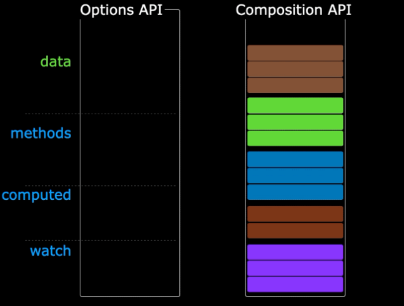 Options API
Composition API
data
methods
computed
watch